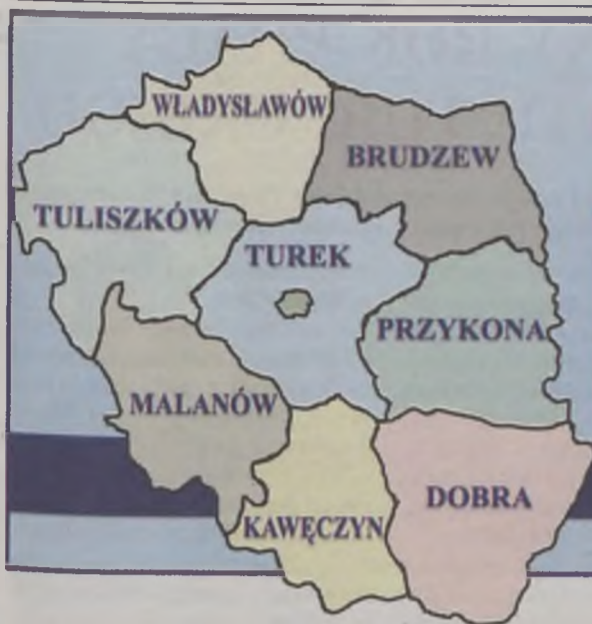 WŁADYSŁAWÓW
BRUDZEW
TULISZKÓW
TUREK
PRZYKONA
MALANÓW
DOBRA
KAWĘCZYN